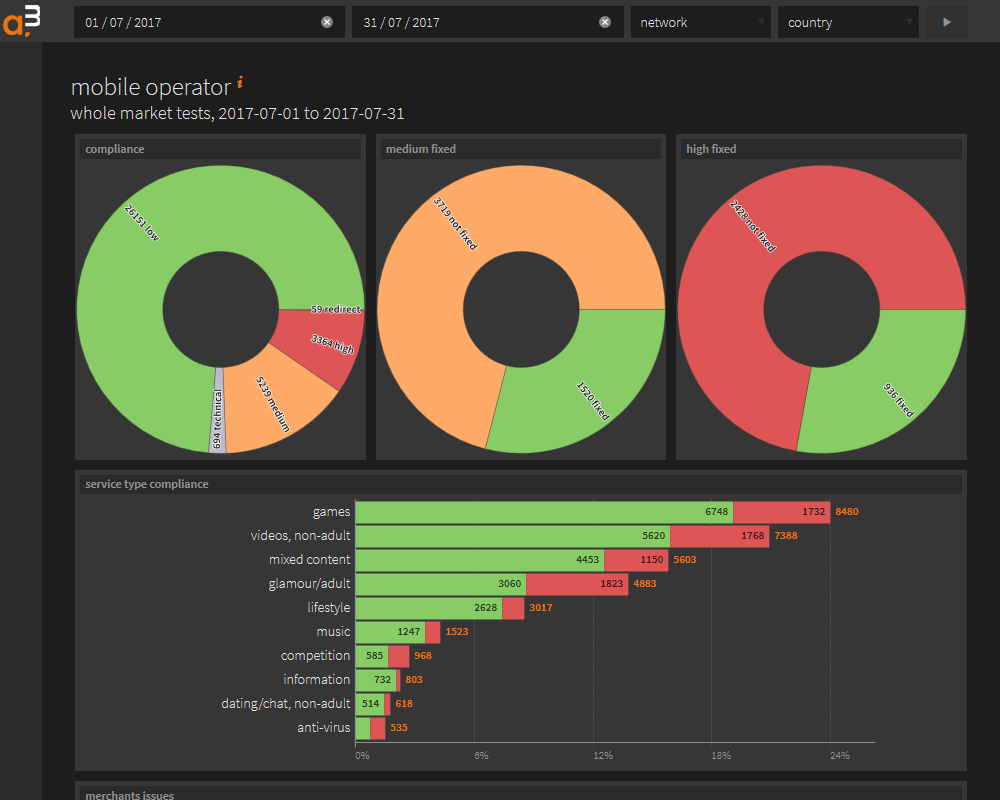 a3
01 / 07 / 2017
31 / 07 / 2017
network
country
mobile operator i
whole market tests, 2017-07-01 to 2017-07-31
compliance
26151 low
59 redirect
3364 high
5239 medium
694 technical
medium fixed
3719 not fixed
1520 fixed
high fixed
2428 not fixed
936 fixed
service type compliance
games 6748 1732 8480
videos, non-adult 5620 1768 7388
mixed content 4453 1150 5603
glamour/adult 3060 1823 4883
lifestyle 2628 3017
music 1247 1523
competition 585 968
information 732 803
dating/chat, non-adult 514 618
anti-virus 535
0% 6% 12% 18% 24%
merchants issues